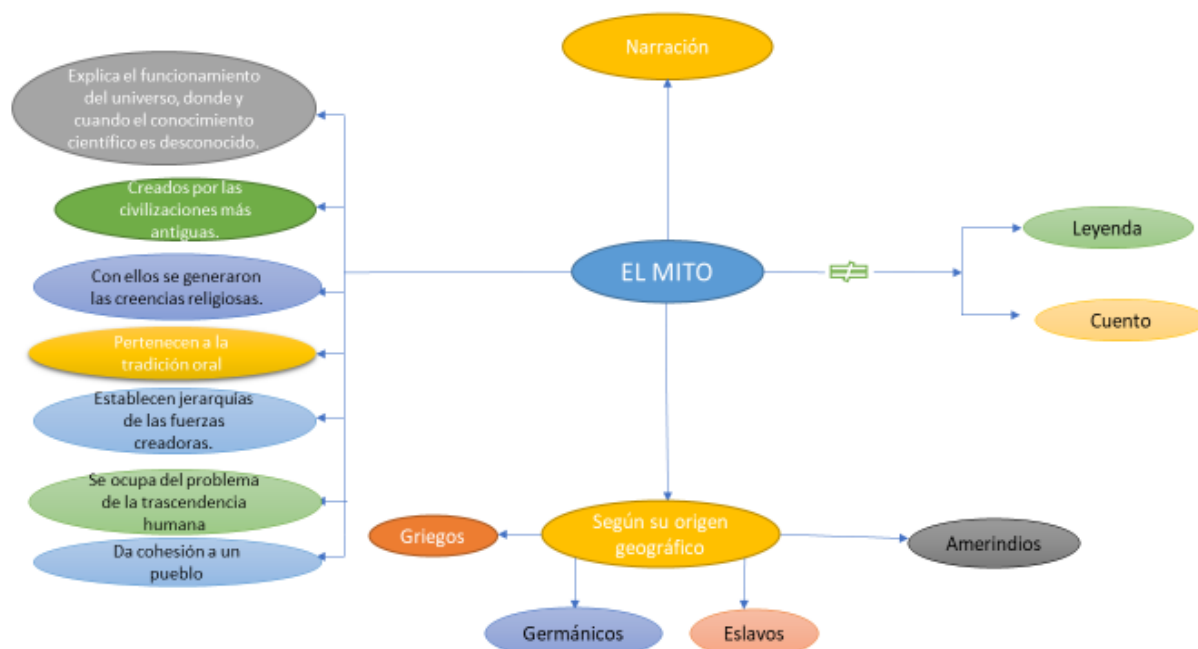 Narración
Explica el funcionamiento
del universo, donde y
cuando el conocimiento
científico es desconocido.
Creados por las
civilizaciones más
antiguas.
Con ellos se generaron
las creencias religiosas.
Pertenecen a la
tradición oral
Establecen jerarquías
de las fuerzas
creadoras.
Se ocupa del problema
de la trascendencia
humana
Da cohesión a un
pueblo
EL MITO
≠
Leyenda
Cuento
Según su origen
geográfico
Griegos
Amerindios
Germánicos
Eslavos